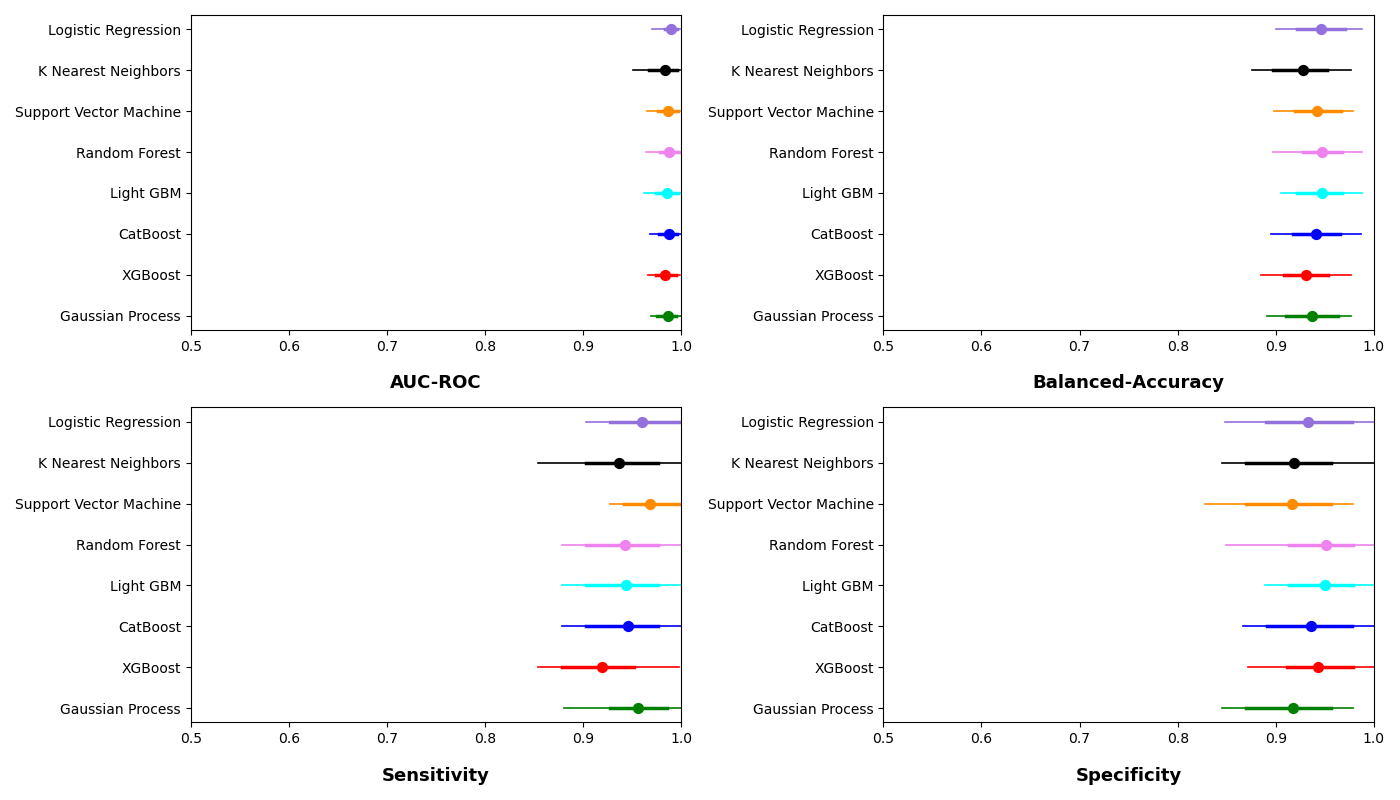 Logistic Regression
K Nearest Neighbors
Support Vector Machine
Random Forest
Light GBM
CatBoost
XGBoost
Gaussian Process
0.5 0.6 0.7 0.8 0.9 1.0
AUC-ROC
Logistic Regression
K Nearest Neighbors
Support Vector Machine
Random Forest
Light GBM
CatBoost
XGBoost
Gaussian Process
0.5 0.6 0.7 0.8 0.9 1.0
Balanced-Accuracy
Logistic Regression
K Nearest Neighbors
Support Vector Machine
Random Forest
Light GBM
CatBoost
XGBoost
Gaussian Process
0.5 0.6 0.7 0.8 0.9 1.0
Sensitivity
Logistic Regression
K Nearest Neighbors
Support Vector Machine
Random Forest
Light GBM
CatBoost
XGBoost
Gaussian Process
0.5 0.6 0.7 0.8 0.9 1.0
Specificity